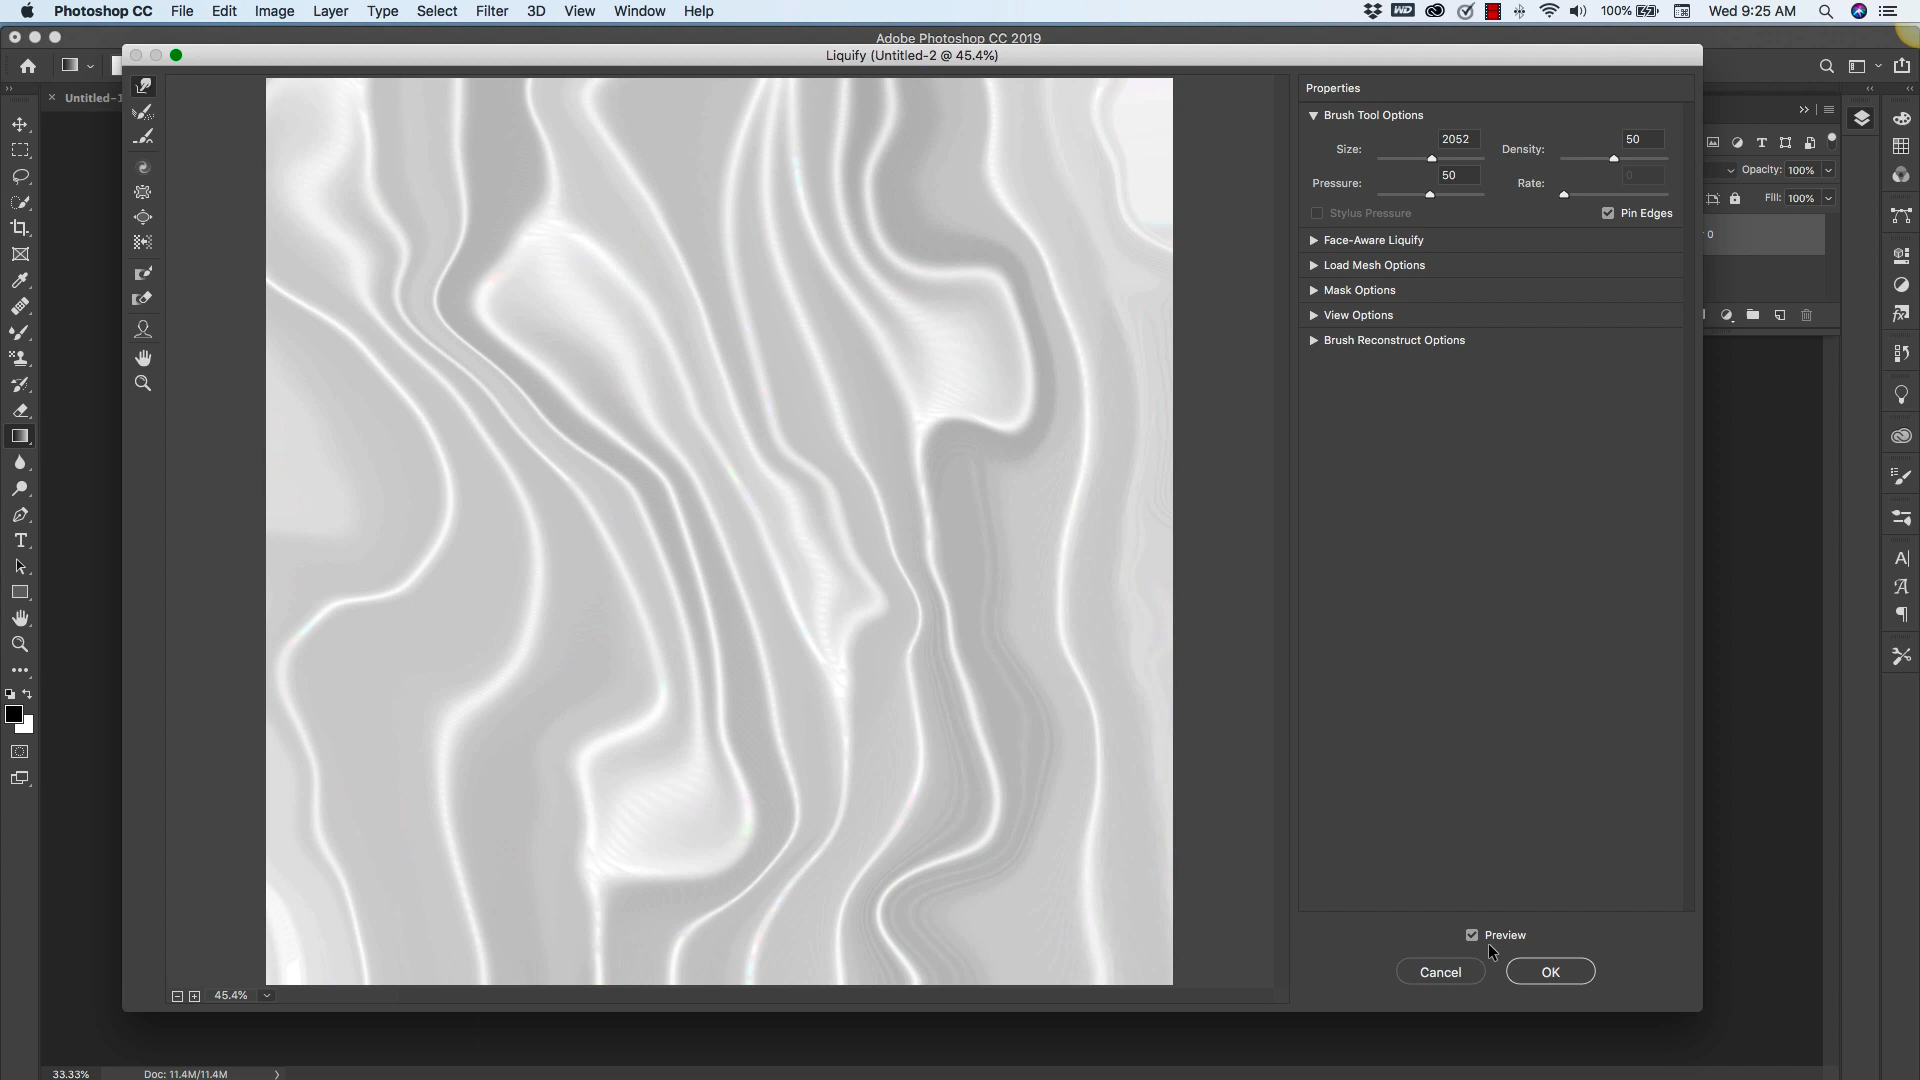 Photoshop CC File Edit Image Layer Type Select Filter 3D View Window Help WD 100% Wed 9:25 AM
Adobe Photoshop CC 2019
Liquify (Untitled-2 @ 45.4%)
Untitled-1
Properties
Brush Tool Options
Size: 2052 Density: 50
Pressure: 50 Rate: 0
Stylus Pressure Pin Edges
Face-Aware Liquify
Load Mesh Options
Mask Options
View Options
Brush Reconstruct Options
Opacity: 100%
Fill: 100%
0
Preview
Cancel OK
45.4%
33.33% Doc: 11.4M/11.4M